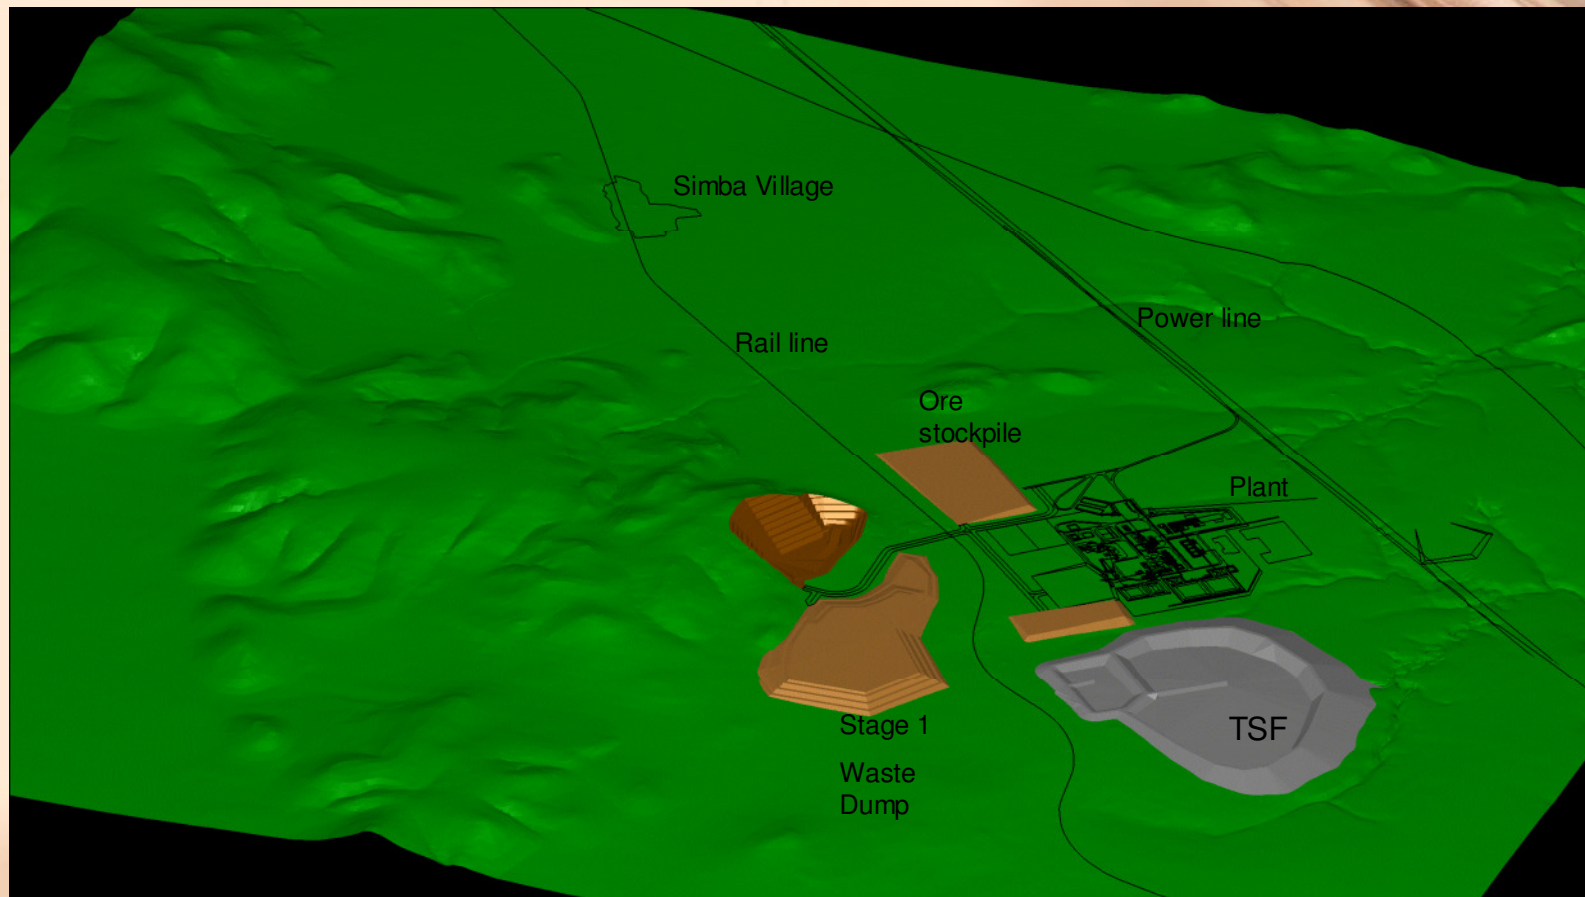 Simba Village
Power line
Rail line
Ore
stockpile
Plant
Stage 1
Waste
Dump
TSF